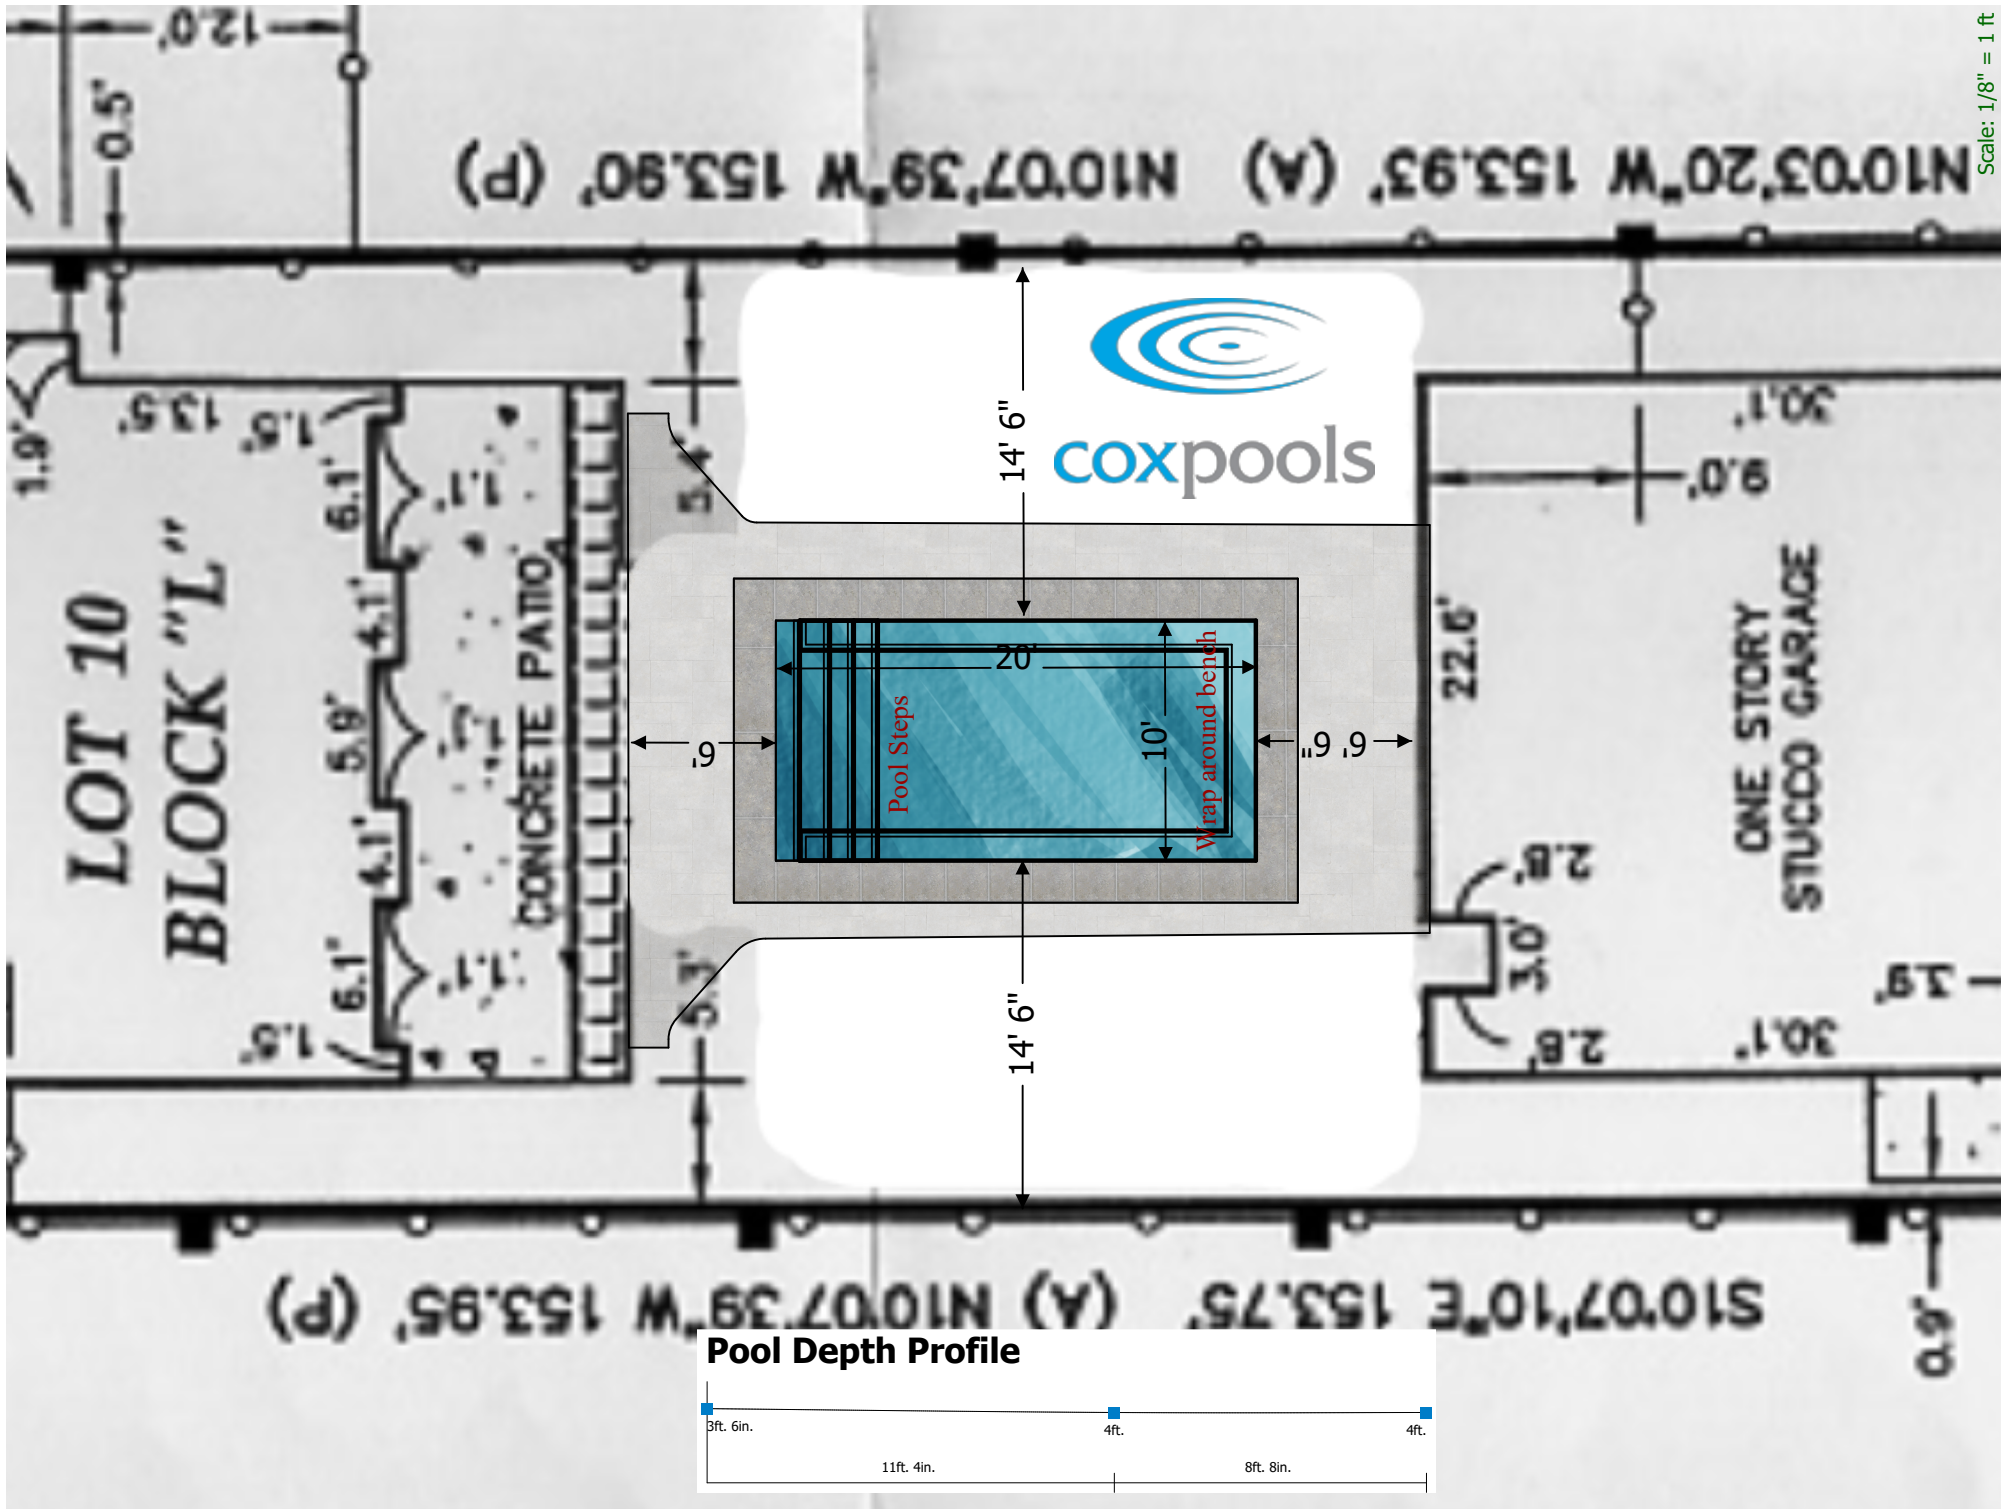 12.0'
0.5'
Scale: 1/8" = 1 ft
N10°07'39"W 153.90' (P)
N10°03'20"W 153.93' (A)
14' 6"
coxpools
1.9'
13.5'
1.5'
6.1'
1.1'
5.4'
30.1'
9.0'
LOT 10
BLOCK "L"
4.1'
5.9'
4.1'
6.1'
1.1'
1.5'
CONCRETE PATIO
20'
10'
Pool Steps
Wrap around bench
6'
6' 6"
22.6'
ONE STORY
STUCCO GARAGE
2.8'
3.0'
2.8'
3.9'
30.1'
5.3'
14' 6"
N10°07'39"W 153.95' (P)
S10°07'10"E 153.75' (A)
0.6'
Pool Depth Profile
3ft. 6in.
4ft.
4ft.
11ft. 4in.
8ft. 8in.